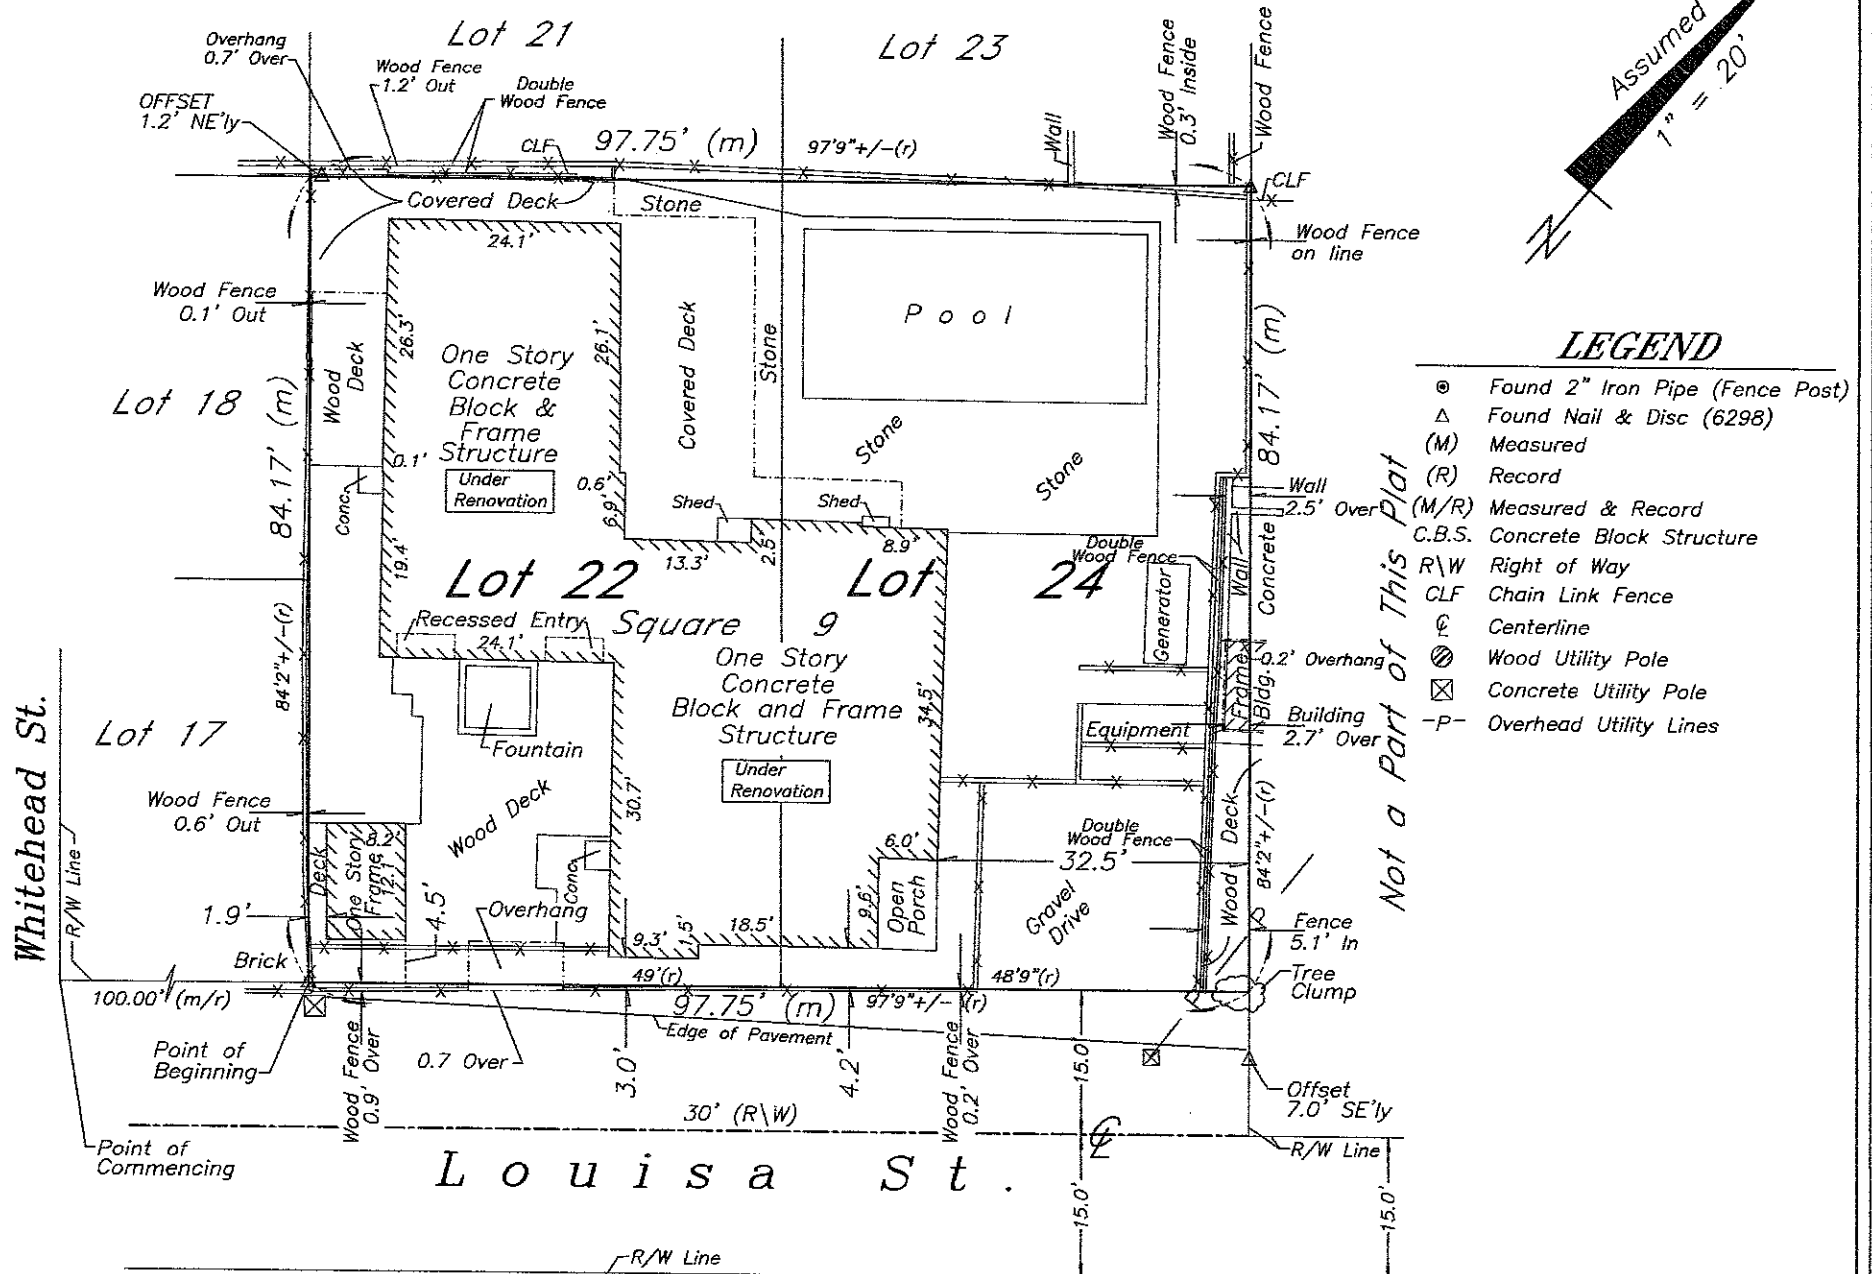 Lot 21
Lot 23
Overhang
0.7' Over
Wood Fence
1.2' Out
Double
Wood Fence
OFFSET
1.2' NE'ly
CLF
97.75' (m)
97'9"+/-(r)
Wall
Wood Fence
0.3' Inside
Wood Fence
Assumed
1" = 20'
N
CLF
Covered Deck
Stone
24.1'
Wood Fence
on line
Wood Fence
0.1' Out
Pool
Wood
Deck
26.3'
One Story
Concrete
Block &
Frame
Structure
Under
Renovation
26.1'
Covered Deck
Stone
Stone
Stone
84.17' (m)
Lot 18
84.17' (m)
0.1'
Conc.
0.6'
6.9'
Shed
Shed
Wall
2.5' Over
LEGEND
Found 2" Iron Pipe (Fence Post)
Found Nail & Disc (6298)
(M) Measured
(R) Record
(M/R) Measured & Record
C.B.S. Concrete Block Structure
R\W Right of Way
CLF Chain Link Fence
℄ Centerline
Wood Utility Pole
Concrete Utility Pole
-P- Overhead Utility Lines
Not a Part of This Plat
19.4'
13.3'
2.5'
8.9'
Double
Wood Fence
Wall
Concrete
Lot 22
Lot 24
Generator
84'2"+/-(r)
Recessed Entry
24.1'
Square 9
One Story
Concrete
Block and Frame
Structure
Under
Renovation
34.5'
Frame
Bldg.
0.2' Overhang
Building
2.7' Over
Equipment
Lot 17
Fountain
Whitehead St.
R/W Line
Wood Fence
0.6' Out
Wood Deck
30.7'
Double
Wood Fence
Wood Deck
84'2"+/-(r)
Deck
One Story
Frame
8.2'
12.1'
Conc.
6.0'
32.5'
1.9'
4.5'
Overhang
9.3'
1.5'
18.5'
9.6'
Open
Porch
Gravel
Drive
Wood
P
Fence
5.1' In
Brick
Tree
Clump
100.00' (m/r)
49'(r)
97.75' (m)
97'9"+/- (r)
48'9"(r)
Edge of Pavement
Point of
Beginning
Wood Fence
0.9' Over
0.7 Over
3.0'
4.2'
Wood Fence
0.2' Over
15.0'
Offset
7.0' SE'ly
30' (R\W)
℄
R/W Line
Point of
Commencing
Louisa St.
15.0'
15.0'
R/W Line